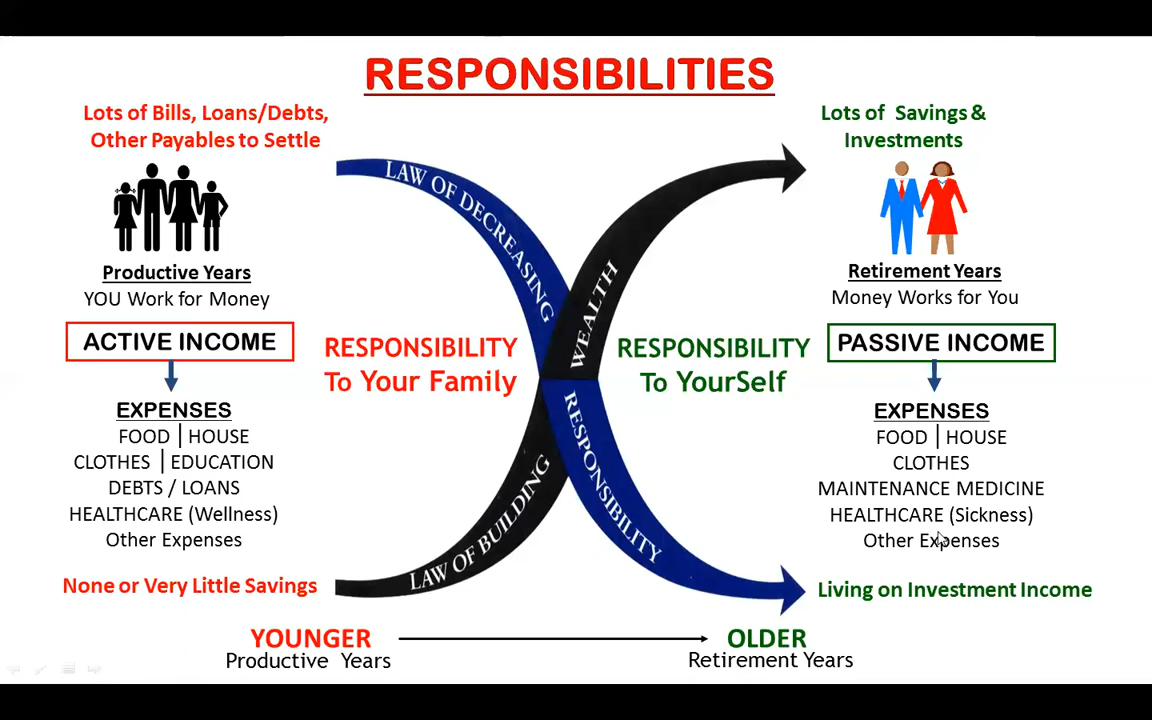 RESPONSIBILITIES
Lots of Bills, Loans/Debts,
Other Payables to Settle
Productive Years
YOU Work for Money
ACTIVE INCOME
EXPENSES
FOOD | HOUSE
CLOTHES | EDUCATION
DEBTS / LOANS
HEALTHCARE (Wellness)
Other Expenses
None or Very Little Savings
LAW OF DECREASING
RESPONSIBILITY
LAW OF BUILDING
WEALTH
RESPONSIBILITY
To Your Family
RESPONSIBILITY
To YourSelf
Lots of Savings &
Investments
Retirement Years
Money Works for You
PASSIVE INCOME
EXPENSES
FOOD | HOUSE
CLOTHES
MAINTENANCE MEDICINE
HEALTHCARE (Sickness)
Other Expenses
Living on Investment Income
YOUNGER
Productive Years
OLDER
Retirement Years